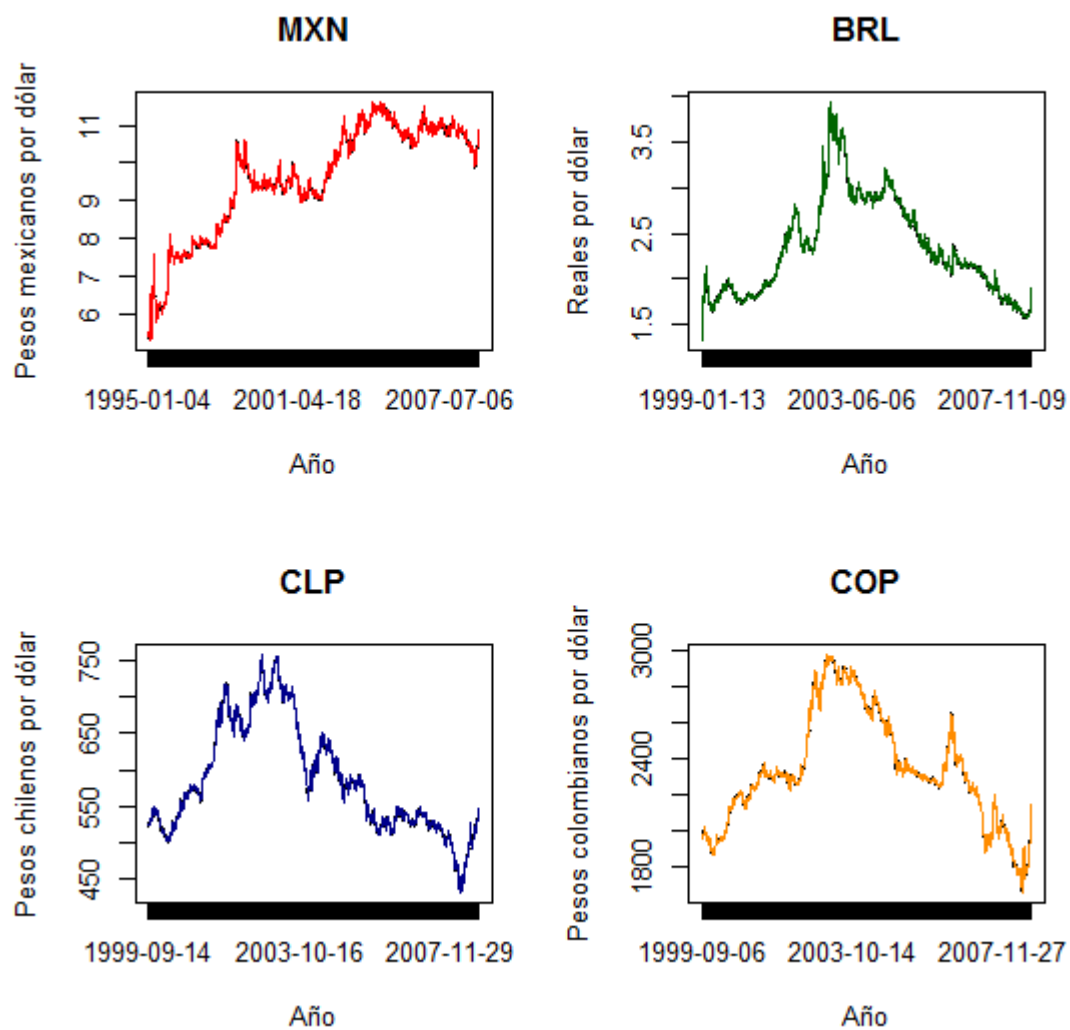 MXN
Pesos mexicanos por dólar
11
9
8
7
6
1995-01-04 2001-04-18 2007-07-06
Año
BRL
Reales por dólar
3.5
2.5
1.5
1999-01-13 2003-06-06 2007-11-09
Año
CLP
Pesos chilenos por dólar
750
650
550
450
1999-09-14 2003-10-16 2007-11-29
Año
COP
Pesos colombianos por dólar
3000
2400
1800
1999-09-06 2003-10-14 2007-11-27
Año